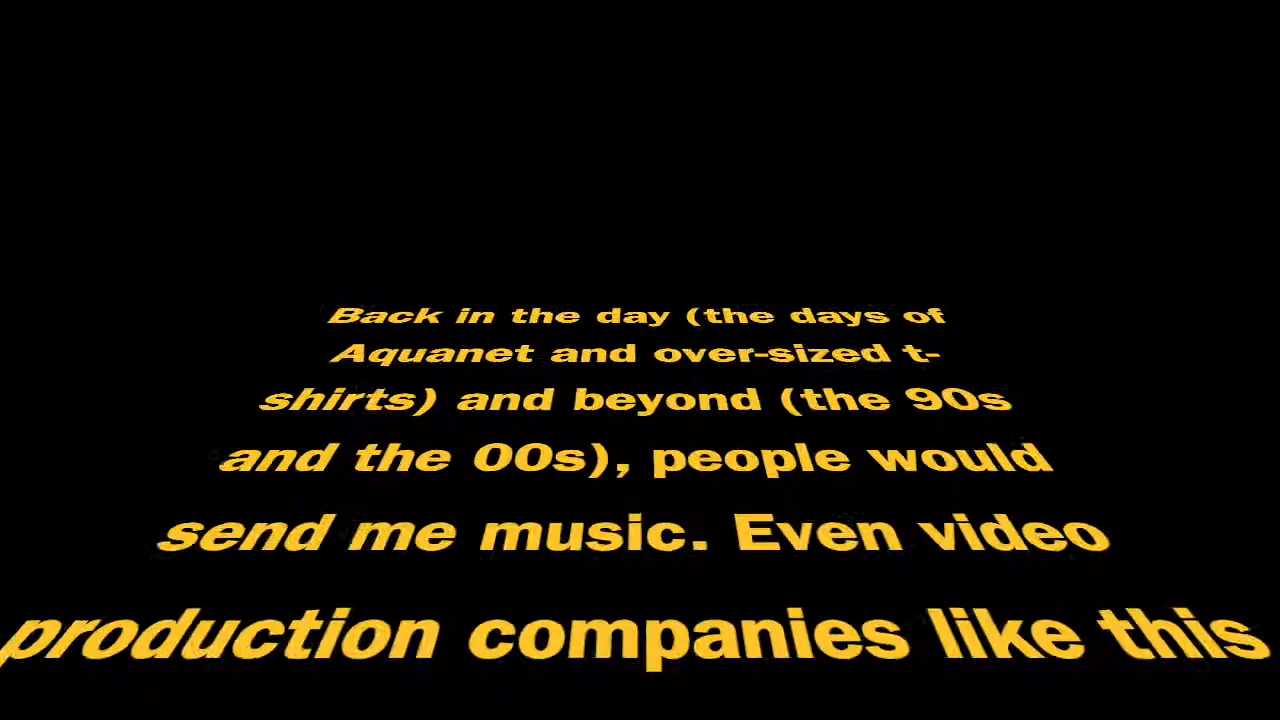 Back in the day (the days of
Aquanet and over-sized t-
shirts) and beyond (the 90s
and the 00s), people would
send me music. Even video
production companies like this